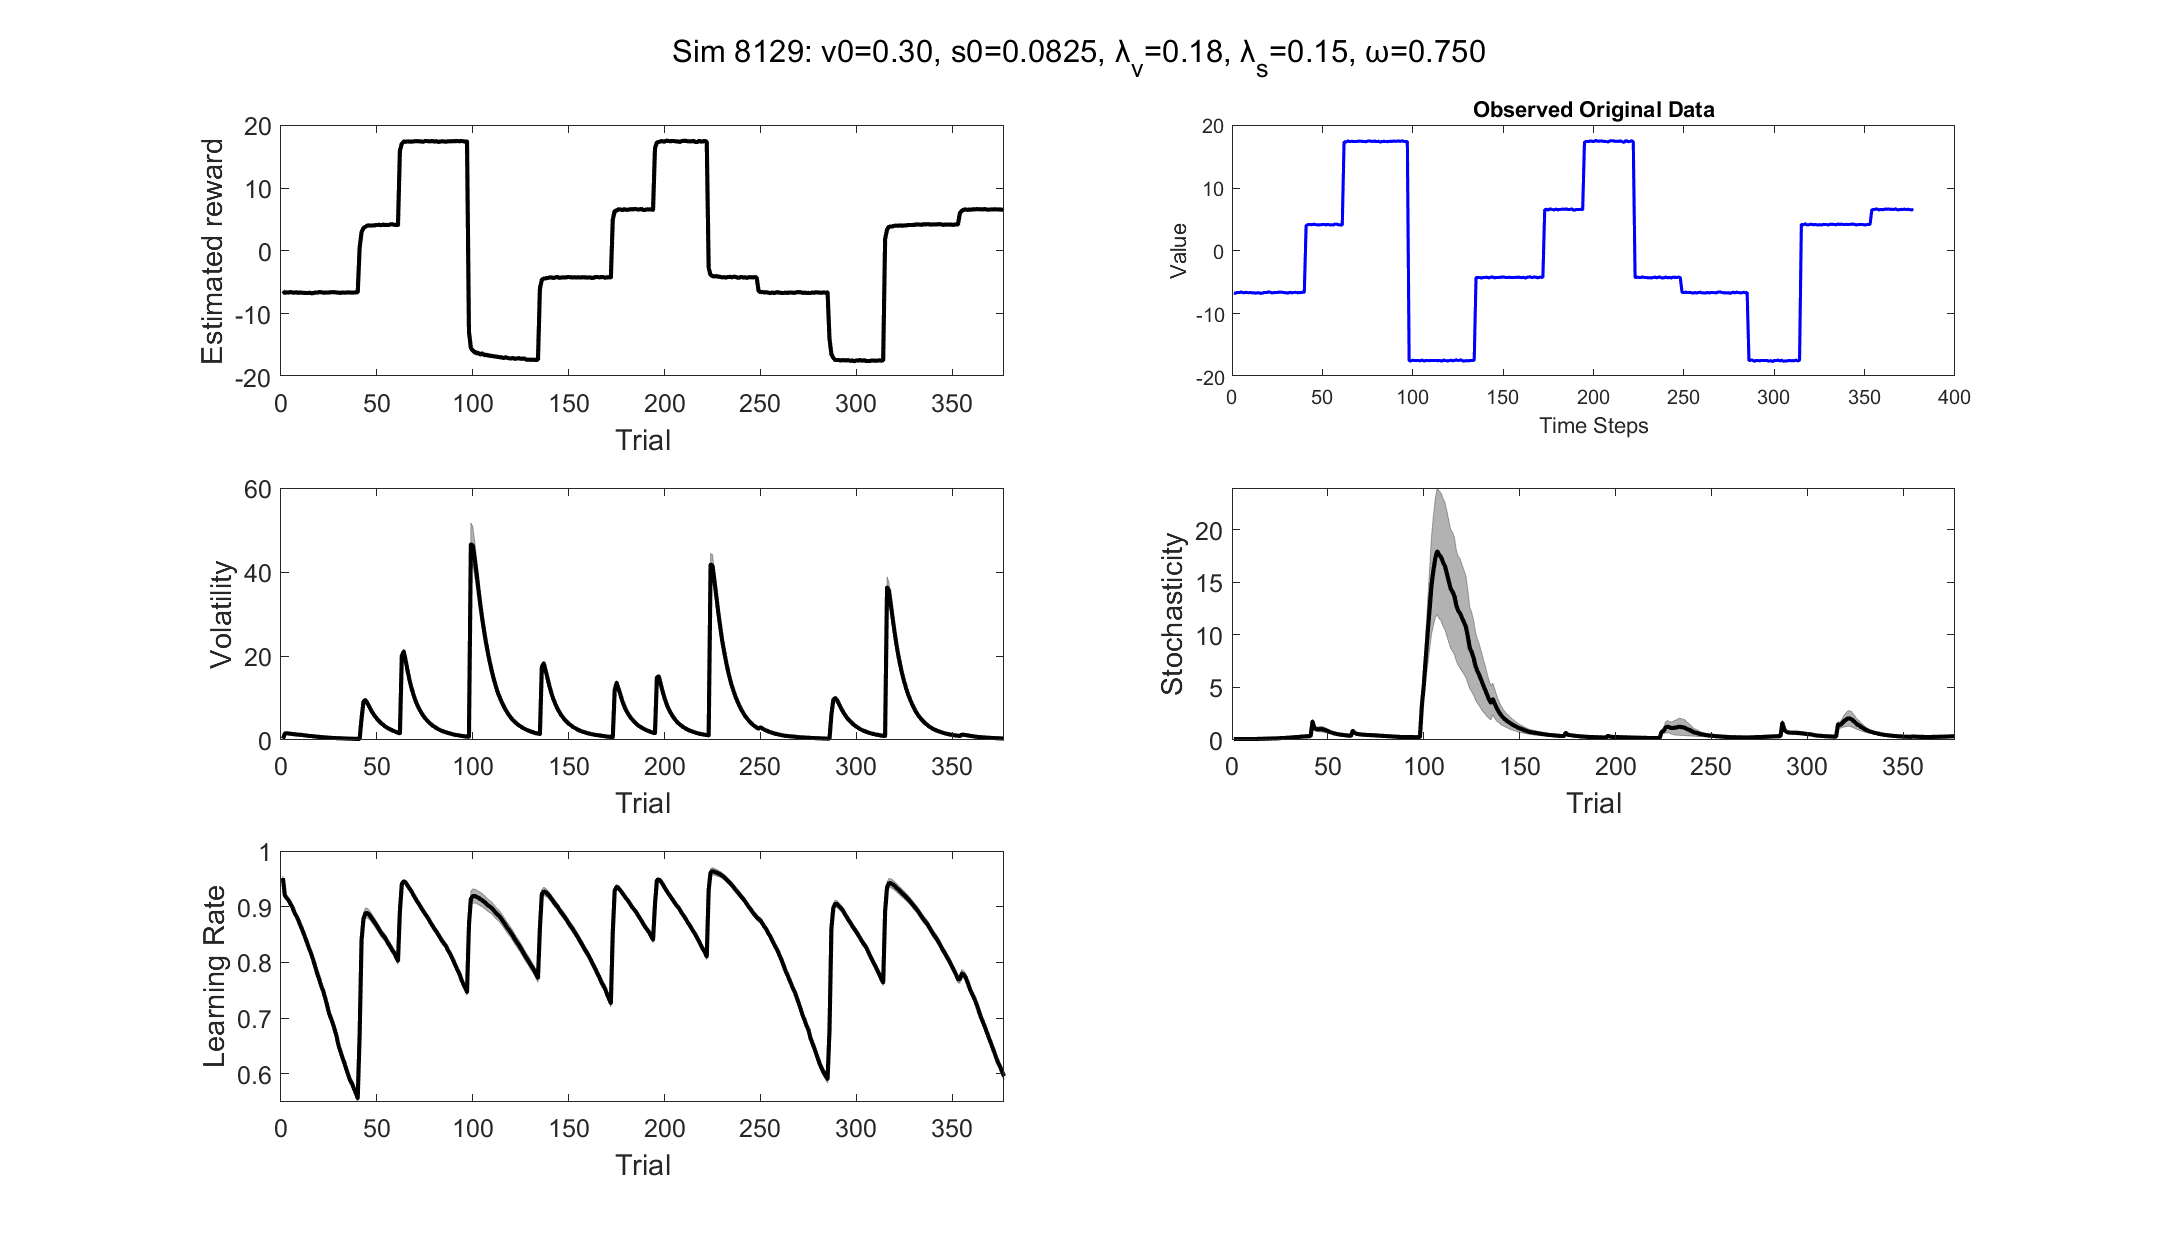 Sim 8129: v0=0.30, s0=0.0825, λv=0.18, λs=0.15, ω=0.750
Estimated reward
20
10
0
-10
-20
0 50 100 150 200 250 300 350
Trial
Observed Original Data
Value
20
10
0
-10
-20
0 50 100 150 200 250 300 350 400
Time Steps
Volatility
60
40
20
0
0 50 100 150 200 250 300 350
Trial
Stochasticity
20
15
10
5
0
0 50 100 150 200 250 300 350
Trial
Learning Rate
1
0.9
0.8
0.7
0.6
0 50 100 150 200 250 300 350
Trial